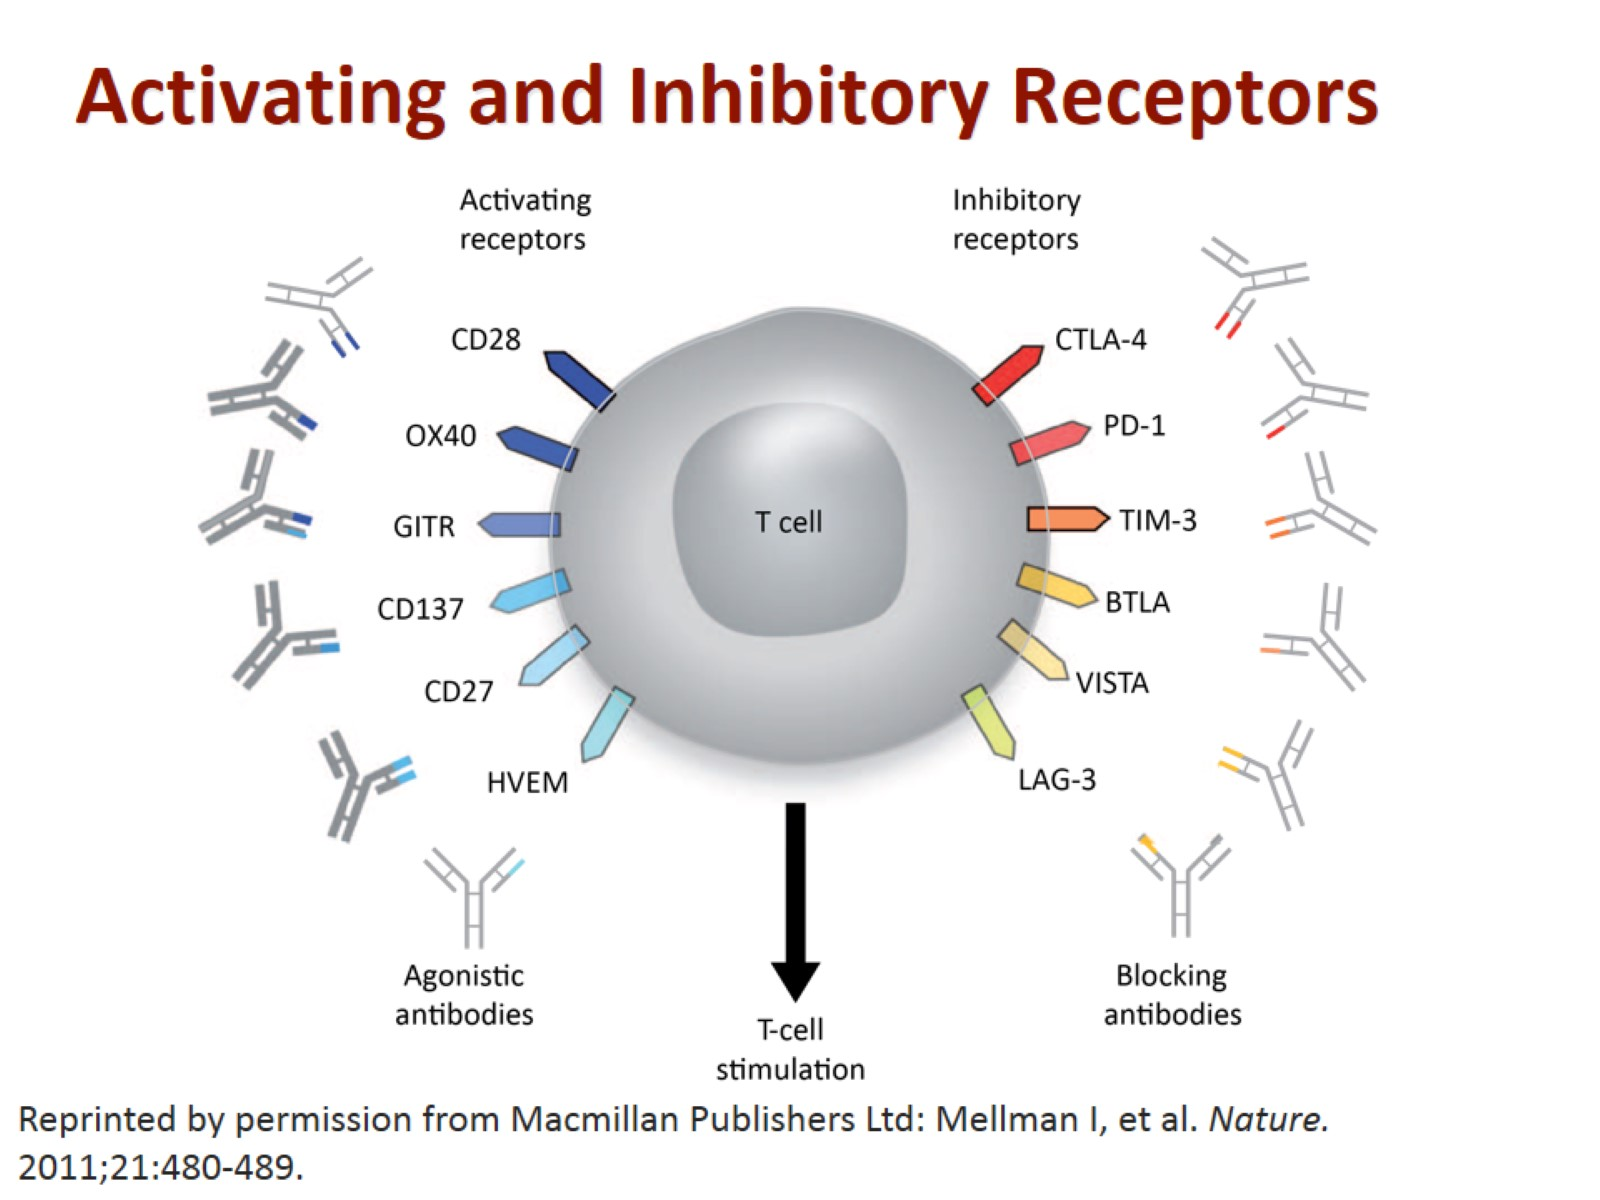 Activating and Inhibitory Receptors
Activating
receptors
Inhibitory
receptors
CD28
OX40
GITR
CD137
CD27
HVEM
T cell
CTLA-4
PD-1
TIM-3
BTLA
VISTA
LAG-3
Agonistic
antibodies
T-cell
stimulation
Blocking
antibodies
Reprinted by permission from Macmillan Publishers Ltd: Mellman I, et al. Nature.
2011;21:480-489.